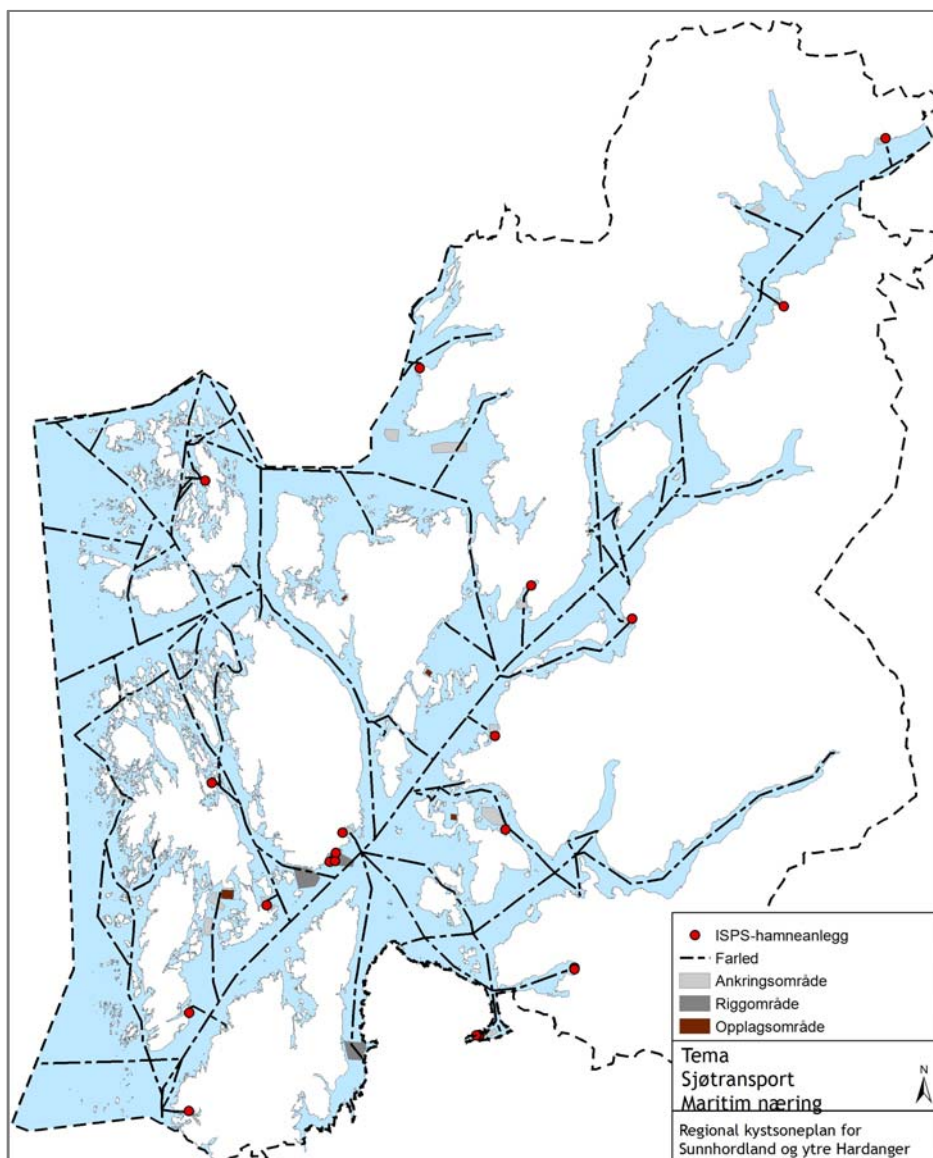 ISPS-hamneanlegg
Farled
Ankringsområde
Riggområde
Opplagsområde
Tema
Sjøtransport
Maritim næring
N
Regional kystsoneplan for
Sunnhordland og ytre Hardanger